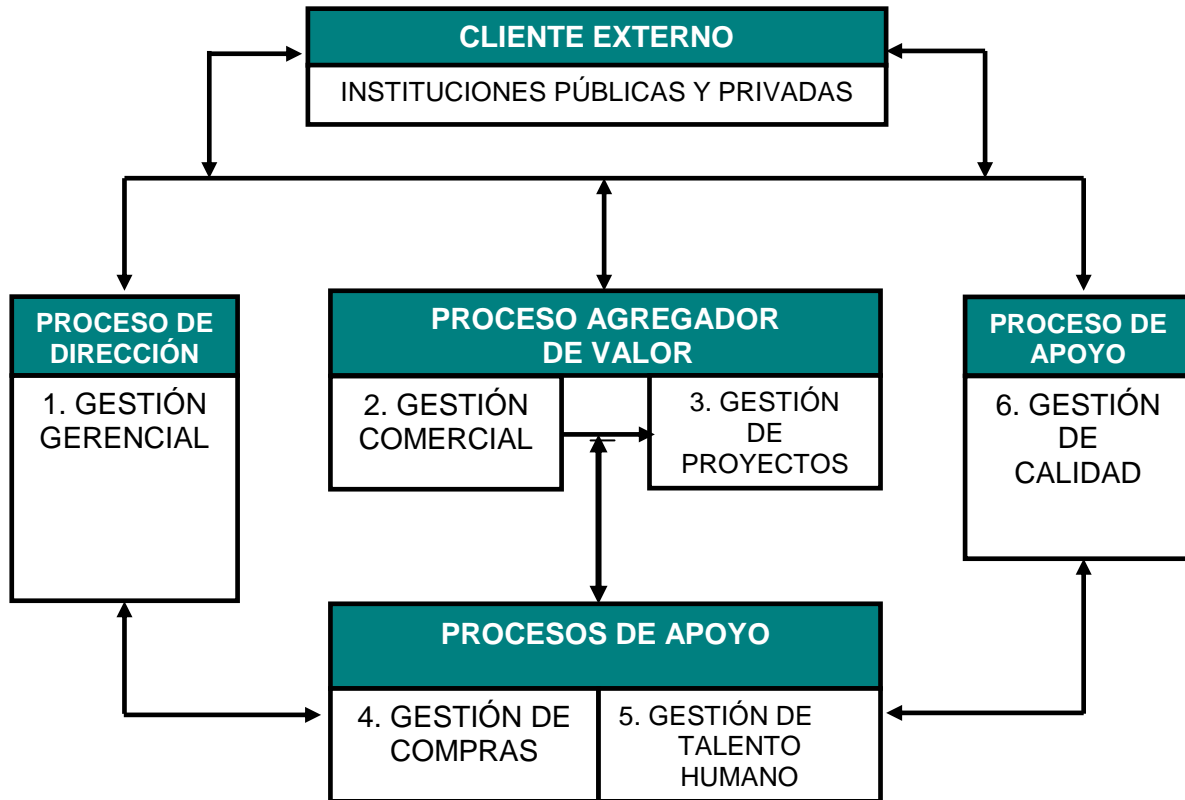 CLIENTE EXTERNO
INSTITUCIONES PÚBLICAS Y PRIVADAS
PROCESO DE
DIRECCIÓN
1. GESTIÓN
GERENCIAL
PROCESO AGREGADOR
DE VALOR
2. GESTIÓN
COMERCIAL
3. GESTIÓN
DE
PROYECTOS
PROCESO DE
APOYO
6. GESTIÓN
DE
CALIDAD
PROCESOS DE APOYO
4. GESTIÓN DE
COMPRAS
5. GESTIÓN DE
TALENTO
HUMANO